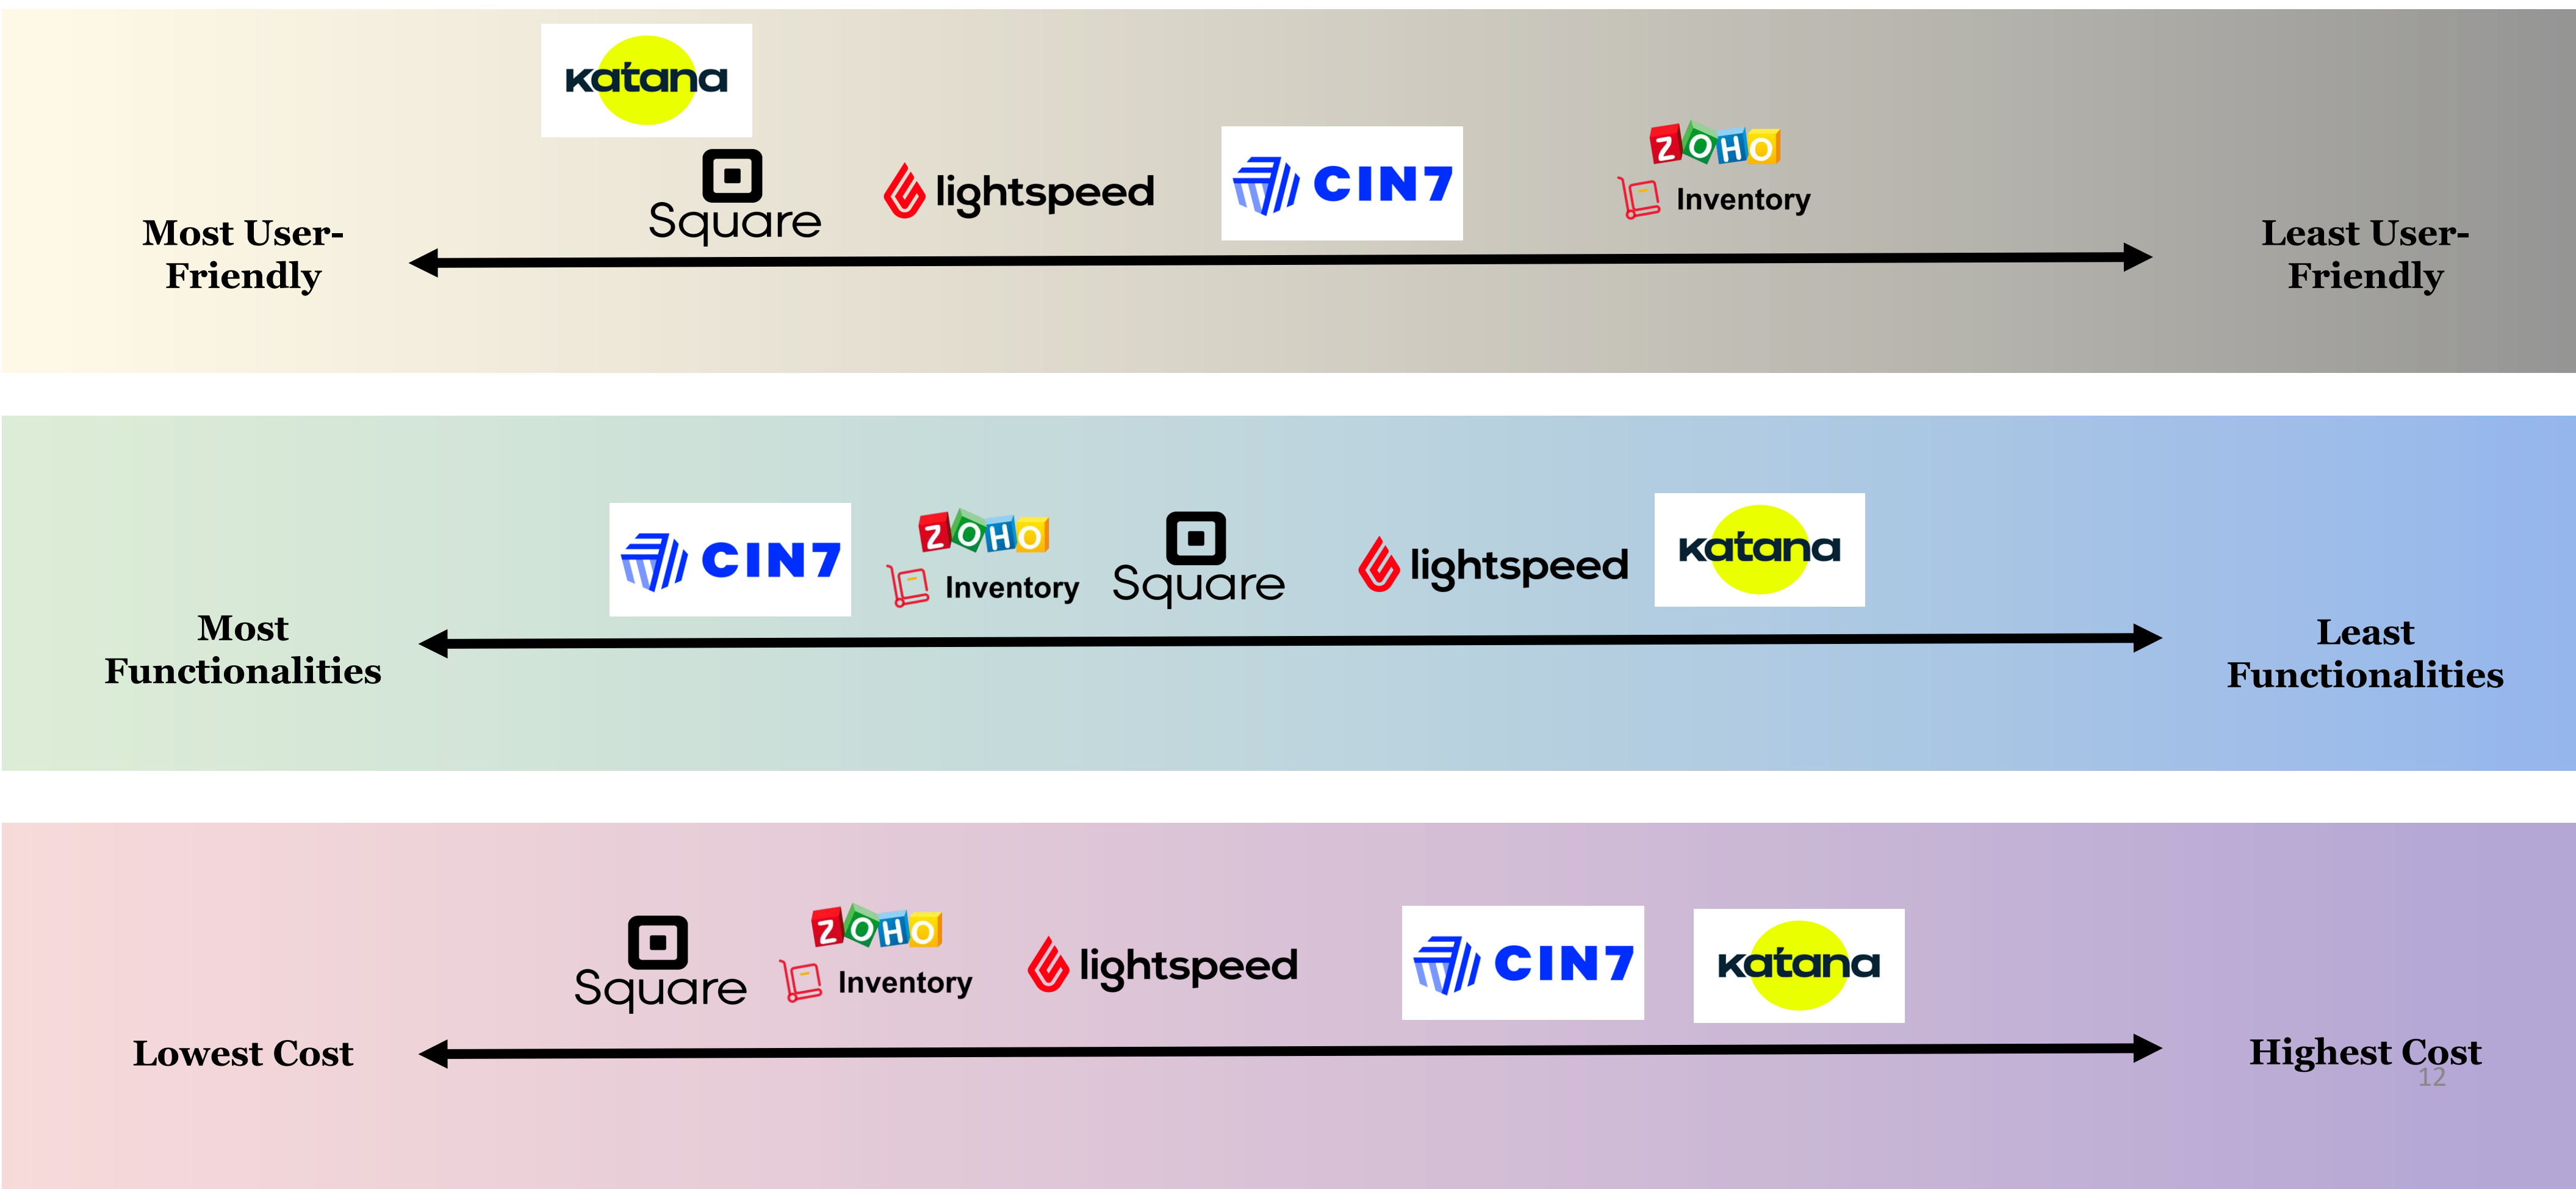 katana
Square
lightspeed
CIN7
ZOHO
Inventory
Most User-
Friendly
Least User-
Friendly
CIN7
ZOHO
Inventory
Square
lightspeed
katana
Most
Functionalities
Least
Functionalities
Square
ZOHO
Inventory
lightspeed
CIN7
katana
Lowest Cost
Highest Cost
12